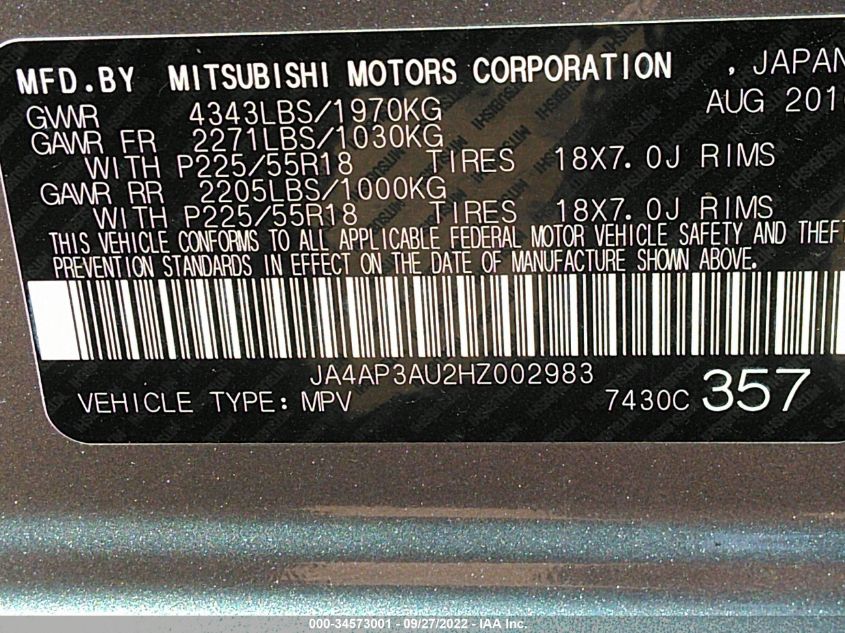 MFD.BY MITSUBISHI MOTORS CORPORATION , JAPAN
GVWR 4343LBS/1970KG AUG 201
GAWR FR 2271LBS/1030KG
WITH P225/55R18 TIRES 18X7.0J RIMS
GAWR RR 2205LBS/1000KG
WITH P225/55R18 TIRES 18X7.0J RIMS
THIS VEHICLE CONFORMS TO ALL APPLICABLE FEDERAL MOTOR VEHICLE SAFETY AND THEFT
PREVENTION STANDARDS IN EFFECT ON THE DATE OF MANUFACTURE SHOWN ABOVE.
JA4AP3AU2HZ002983
VEHICLE TYPE: MPV 7430C 357
000-34573001 - 09/27/2022 - IAA, Inc.